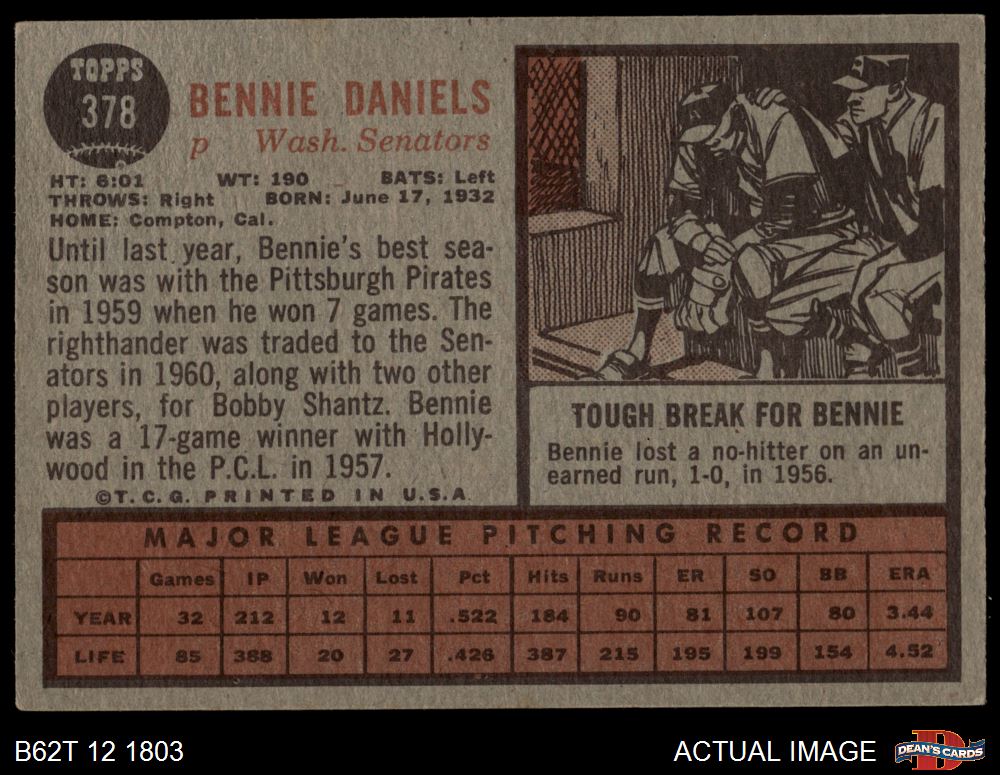 TOPPS
378
BENNIE DANIELS
p Wash. Senators
HT: 6:01 WT: 190 BATS: Left
THROWS: Right BORN: June 17, 1932
HOME: Compton, Cal.
Until last year, Bennie's best sea-
son was with the Pittsburgh Pirates
in 1959 when he won 7 games. The
righthander was traded to the Sen-
ators in 1960, along with two other
players, for Bobby Shantz. Bennie
was a 17-game winner with Holly-
wood in the P.C.L. in 1957.
©T.C.G. PRINTED IN U.S.A
TOUGH BREAK FOR BENNIE
Bennie lost a no-hitter on an un-
earned run, 1-0, in 1956.
MAJOR LEAGUE PITCHING RECORD
Games IP Won Lost Pct Hits Runs ER SO BB ERA
YEAR 32 212 12 11 .522 184 90 81 107 80 3.44
LIFE 85 388 20 27 .426 387 215 195 199 154 4.52
B62T 12 1803
ACTUAL IMAGE
D
DEAN'S CARDS